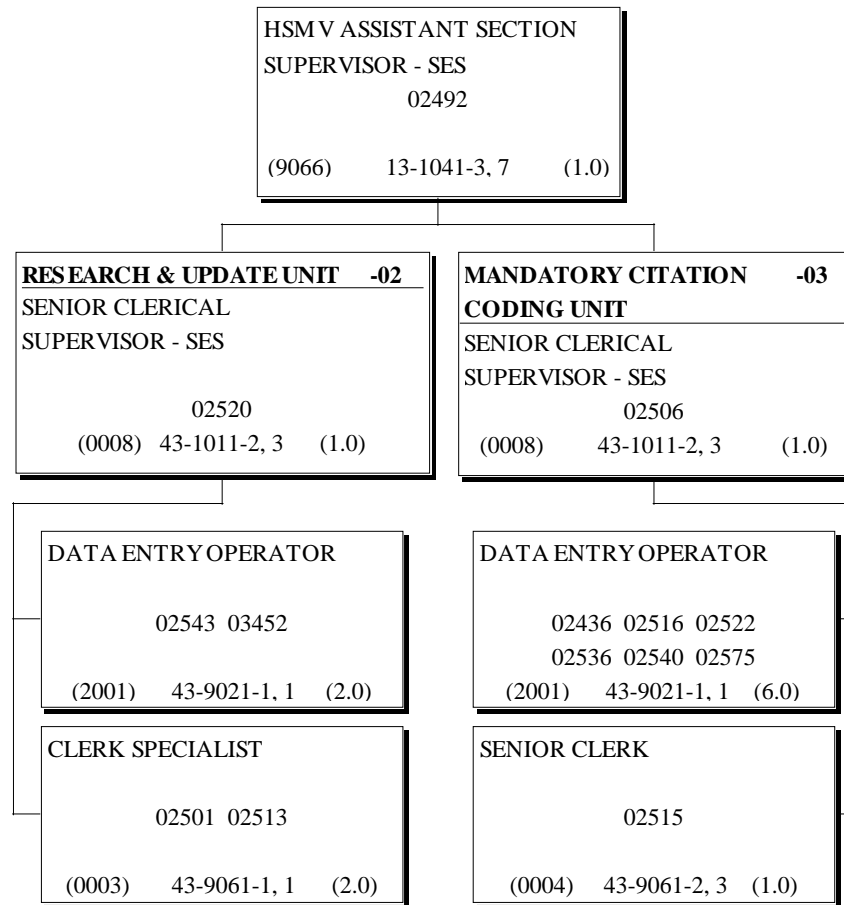 HSMV ASSISTANT SECTION
SUPERVISOR - SES
02492
(9066) 13-1041-3, 7 (1.0)
RESEARCH & UPDATE UNIT -02
SENIOR CLERICAL
SUPERVISOR - SES
02520
(0008) 43-1011-2, 3 (1.0)
MANDATORY CITATION -03
CODING UNIT
SENIOR CLERICAL
SUPERVISOR - SES
02506
(0008) 43-1011-2, 3 (1.0)
DATA ENTRY OPERATOR
02543 03452
(2001) 43-9021-1, 1 (2.0)
DATA ENTRY OPERATOR
02436 02516 02522
02536 02540 02575
(2001) 43-9021-1, 1 (6.0)
CLERK SPECIALIST
02501 02513
(0003) 43-9061-1, 1 (2.0)
SENIOR CLERK
02515
(0004) 43-9061-2, 3 (1.0)